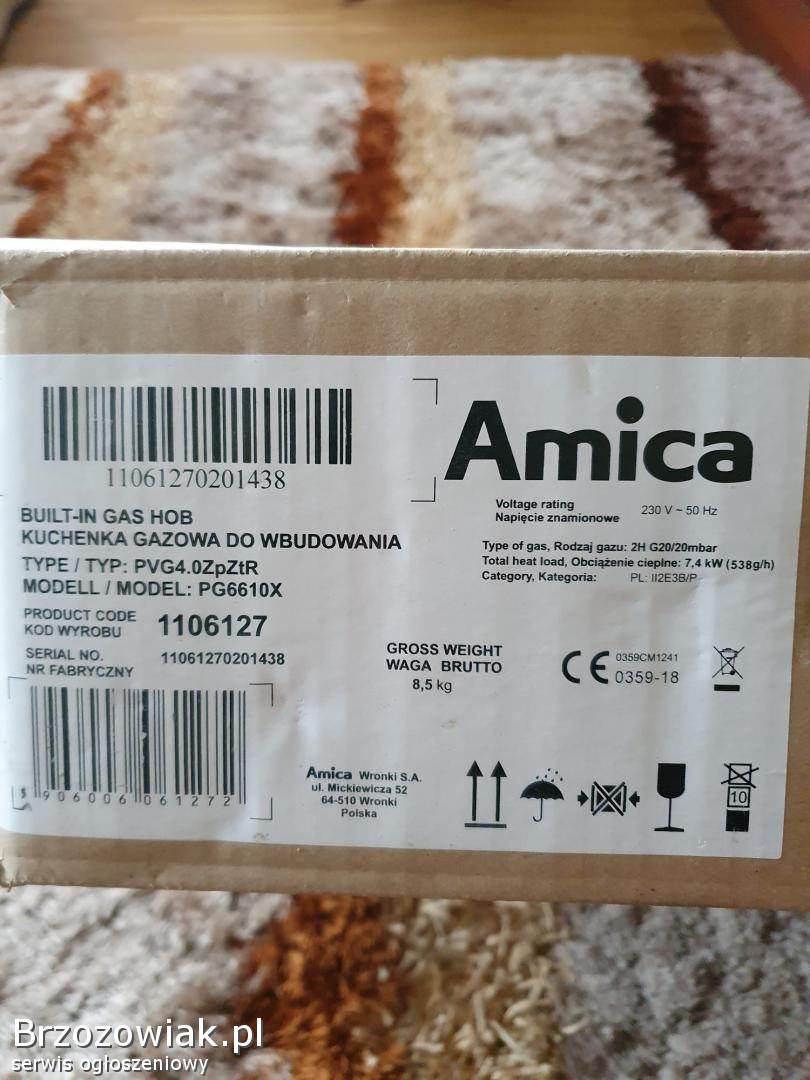 11061270201438
BUILT-IN GAS HOB
KUCHENKA GAZOWA DO WBUDOWANIA
TYPE / TYP: PVG4.0ZpZtR
MODELL / MODEL: PG6610X
PRODUCT CODE
KOD WYROBU
1106127
SERIAL NO.
NR FABRYCZNY
11061270201438
5906006061272
Amica
Voltage rating
Napięcie znamionowe
230 V ~ 50 Hz
Type of gas, Rodzaj gazu: 2H G20/20mbar
Total heat load, Obciążenie cieplne: 7,4 kW (538g/h)
Category, Kategoria: PL: II2E3B/P
GROSS WEIGHT
WAGA BRUTTO
8,5 kg
CE
0359CM1241
0359-18
Amica Wronki S.A.
ul. Mickiewicza 52
64-510 Wronki
Polska
10
Brzozowiak.pl
serwis ogłoszeniowy